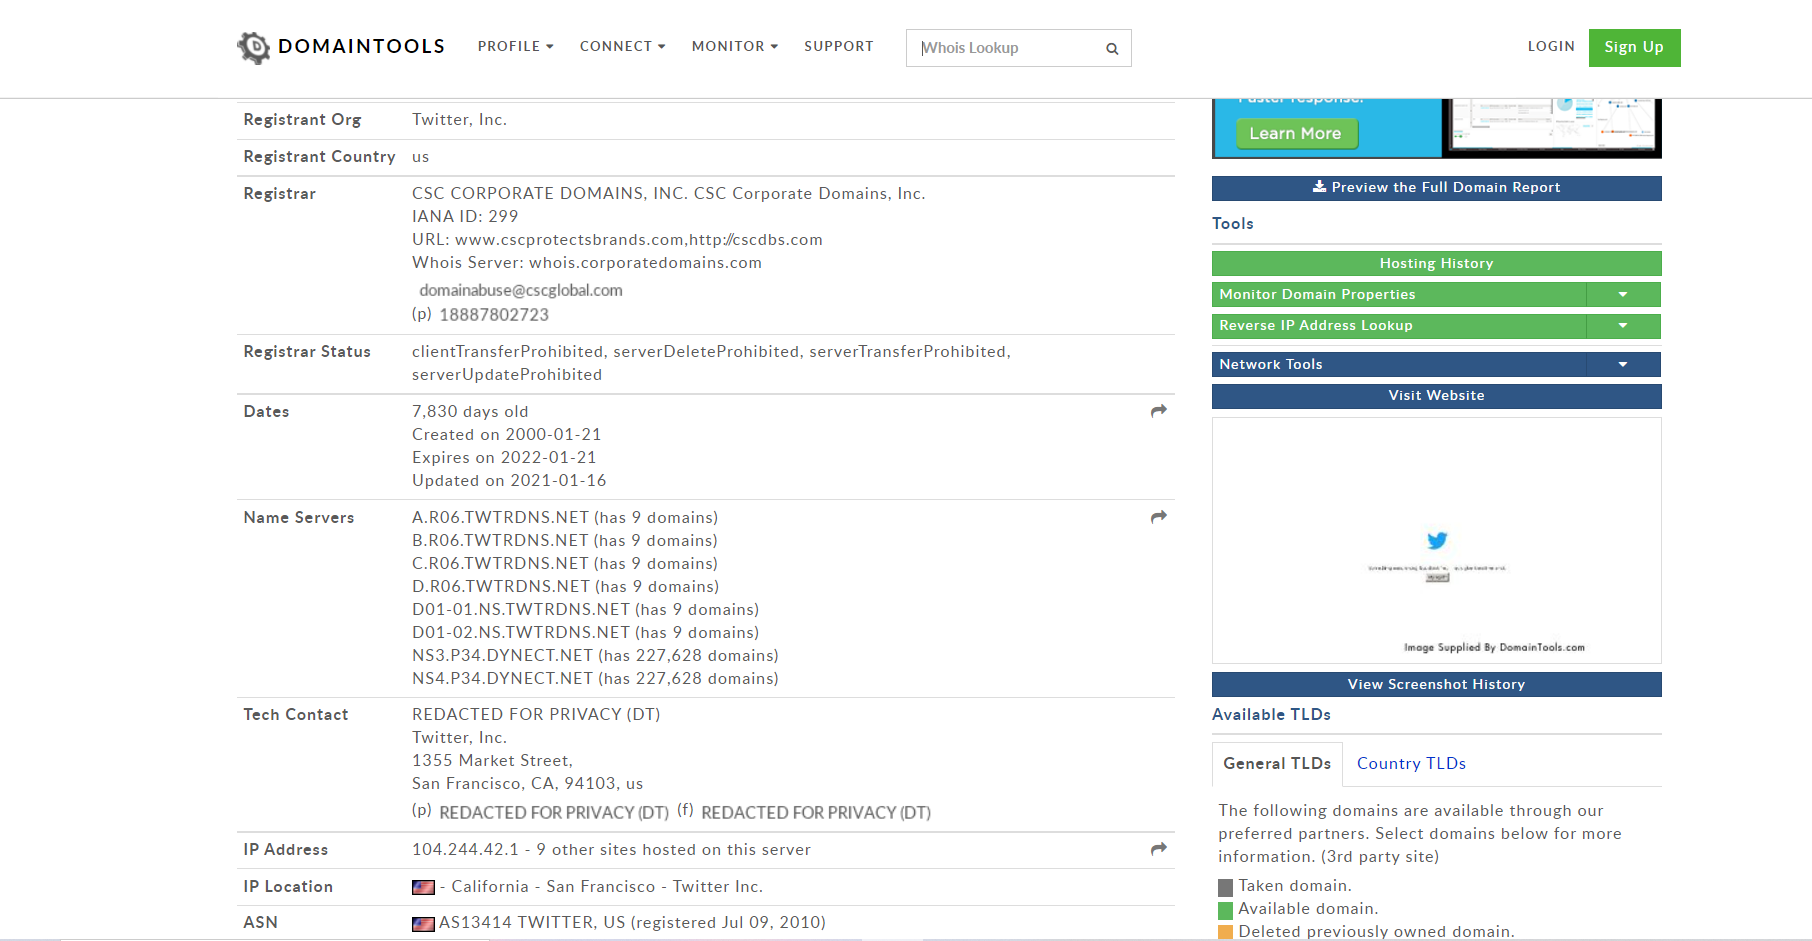 DOMAINTOOLS
PROFILE
CONNECT
MONITOR
SUPPORT
Whois Lookup
LOGIN
Sign Up
Registrant Org Twitter, Inc.
Registrant Country us
Registrar CSC CORPORATE DOMAINS, INC. CSC Corporate Domains, Inc.
IANA ID: 299
URL: www.cscprotectsbrands.com,http://cscdbs.com
Whois Server: whois.corporatedomains.com
domainabuse@cscglobal.com
(p) 18887802723
Registrar Status clientTransferProhibited, serverDeleteProhibited, serverTransferProhibited,
serverUpdateProhibited
Dates 7,830 days old
Created on 2000-01-21
Expires on 2022-01-21
Updated on 2021-01-16
Name Servers A.R06.TWTRDNS.NET (has 9 domains)
B.R06.TWTRDNS.NET (has 9 domains)
C.R06.TWTRDNS.NET (has 9 domains)
D.R06.TWTRDNS.NET (has 9 domains)
D01-01.NS.TWTRDNS.NET (has 9 domains)
D01-02.NS.TWTRDNS.NET (has 9 domains)
NS3.P34.DYNECT.NET (has 227,628 domains)
NS4.P34.DYNECT.NET (has 227,628 domains)
Tech Contact REDACTED FOR PRIVACY (DT)
Twitter, Inc.
1355 Market Street,
San Francisco, CA, 94103, us
(p) REDACTED FOR PRIVACY (DT) (f) REDACTED FOR PRIVACY (DT)
IP Address 104.244.42.1 - 9 other sites hosted on this server
IP Location - California - San Francisco - Twitter Inc.
ASN AS13414 TWITTER, US (registered Jul 09, 2010)
Faster response.
Learn More
Preview the Full Domain Report
Tools
Hosting History
Monitor Domain Properties
Reverse IP Address Lookup
Network Tools
Visit Website
Image Supplied By DomainTools.com
View Screenshot History
Available TLDs
General TLDs
Country TLDs
The following domains are available through our
preferred partners. Select domains below for more
information. (3rd party site)
Taken domain.
Available domain.
Deleted previously owned domain.